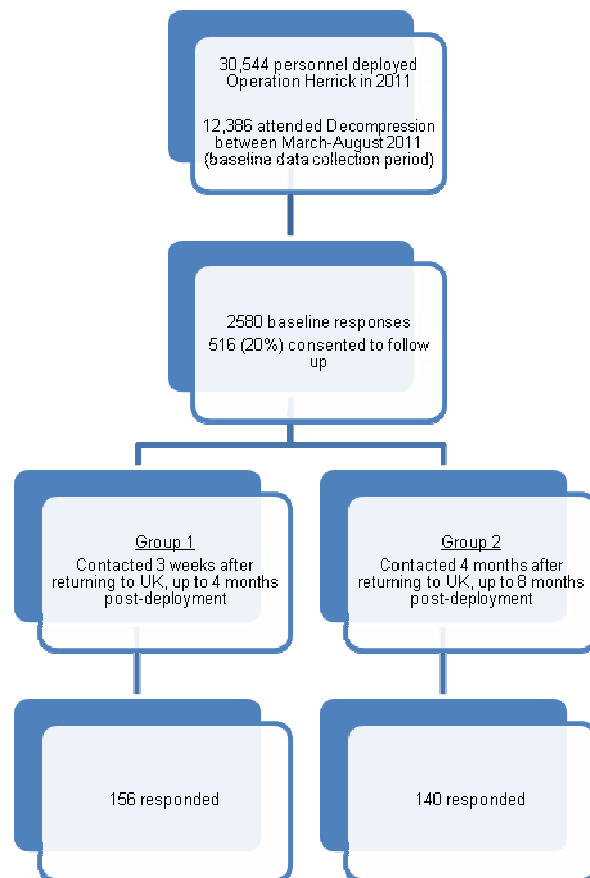 30,544 personnel deployed
Operation Herrick in 2011
12,386 attended Decompression
between March-August 2011
(baseline data collection period)
2580 baseline responses
516 (20%) consented to follow
up
Group 1
Contacted 3 weeks after
returning to UK, up to 4 months
post-deployment
Group 2
Contacted 4 months after
returning to UK, up to 8 months
post-deployment
156 responded
140 responded